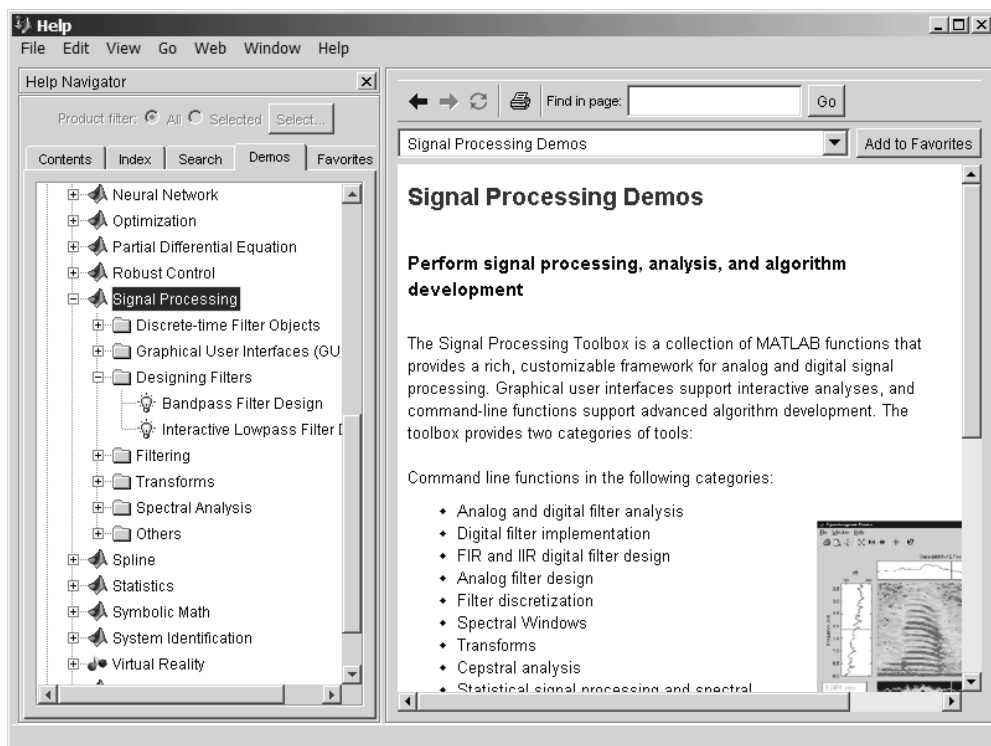 Help
File Edit View Go Web Window Help
Help Navigator
Product filter: All Selected Select...
Contents Index Search Demos Favorites
Neural Network
Optimization
Partial Differential Equation
Robust Control
Signal Processing
Discrete-time Filter Objects
Graphical User Interfaces (GU
Designing Filters
Bandpass Filter Design
Interactive Lowpass Filter D
Filtering
Transforms
Spectral Analysis
Others
Spline
Statistics
Symbolic Math
System Identification
Virtual Reality
Find in page: Go
Signal Processing Demos Add to Favorites
Signal Processing Demos
Perform signal processing, analysis, and algorithm
development
The Signal Processing Toolbox is a collection of MATLAB functions that
provides a rich, customizable framework for analog and digital signal
processing. Graphical user interfaces support interactive analyses, and
command-line functions support advanced algorithm development. The
toolbox provides two categories of tools:
Command line functions in the following categories:
Analog and digital filter analysis
Digital filter implementation
FIR and IIR digital filter design
Analog filter design
Filter discretization
Spectral Windows
Transforms
Cepstral analysis
Statistical signal processing and spectral